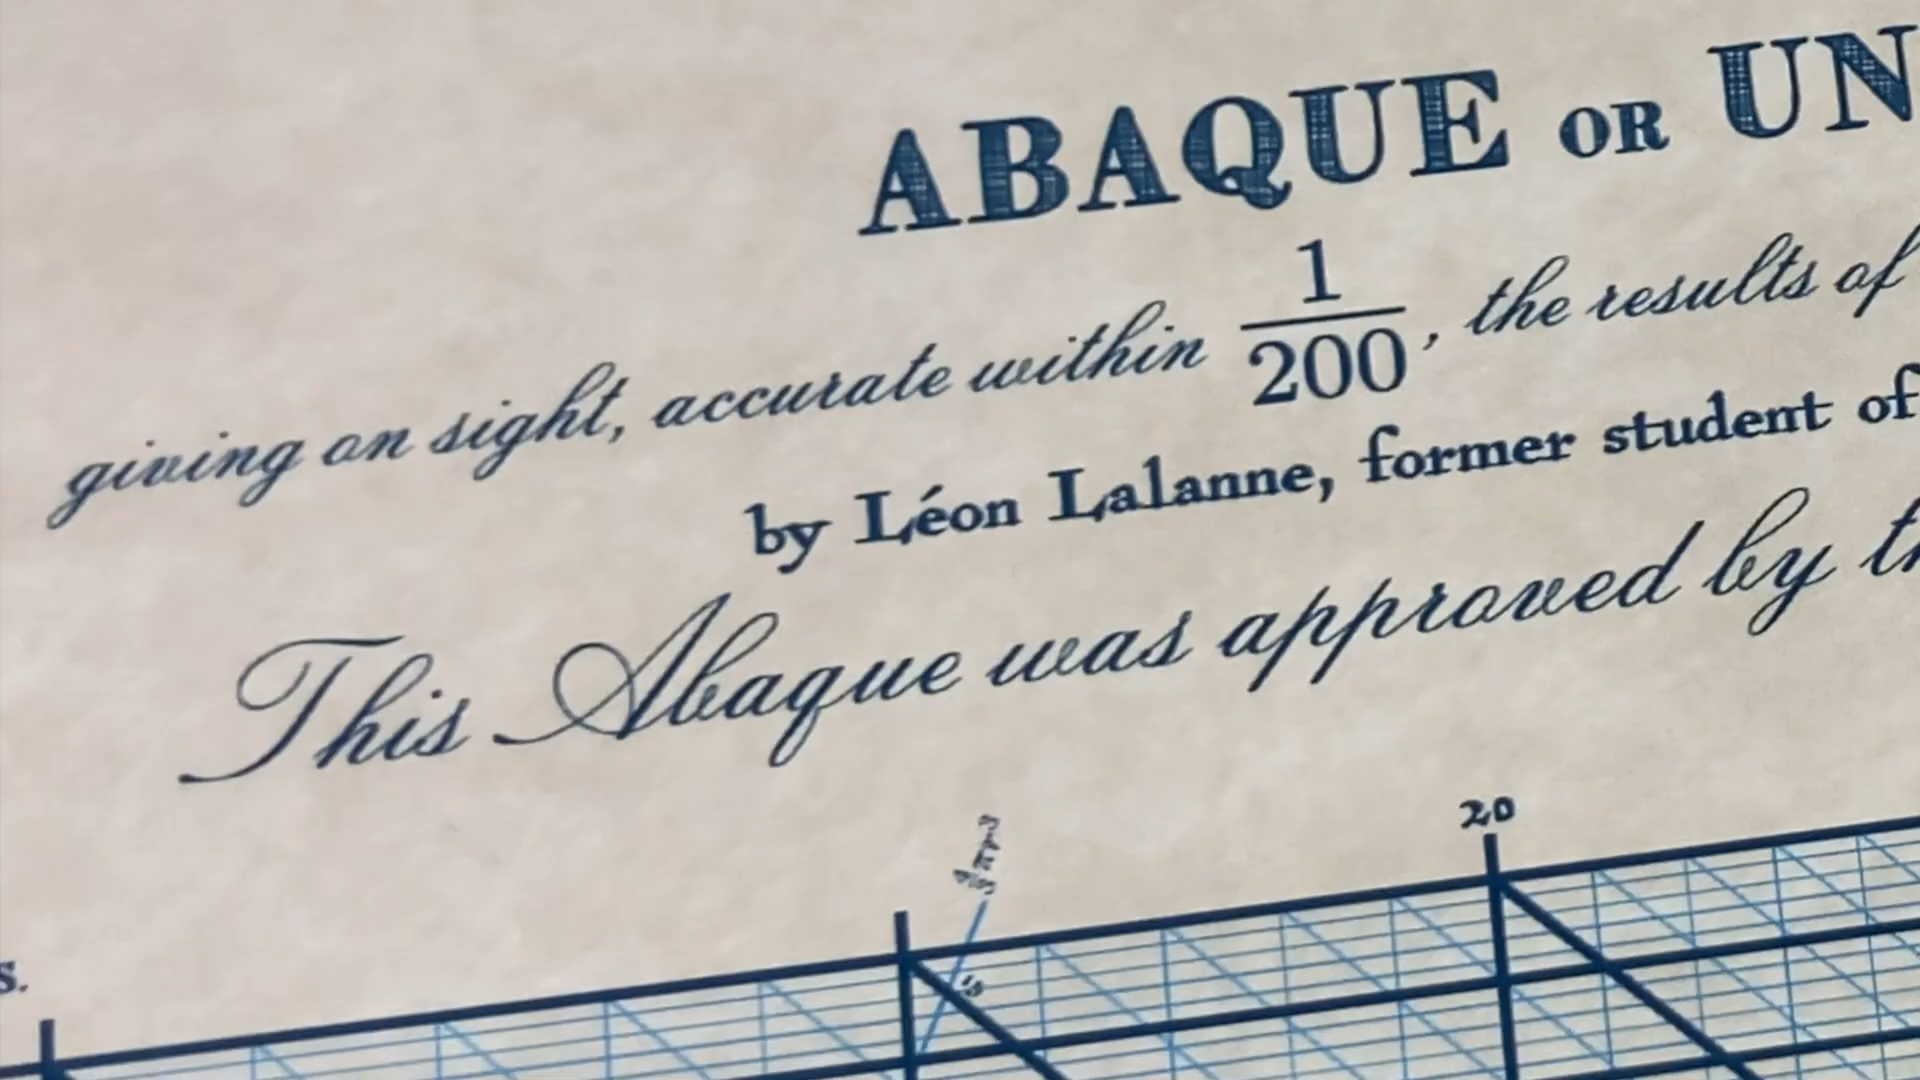 ABAQUE OR UN
giving on sight, accurate within 1/200, the results of
by Léon Lalanne, former student of
This Abaque was approved by th
20
s.